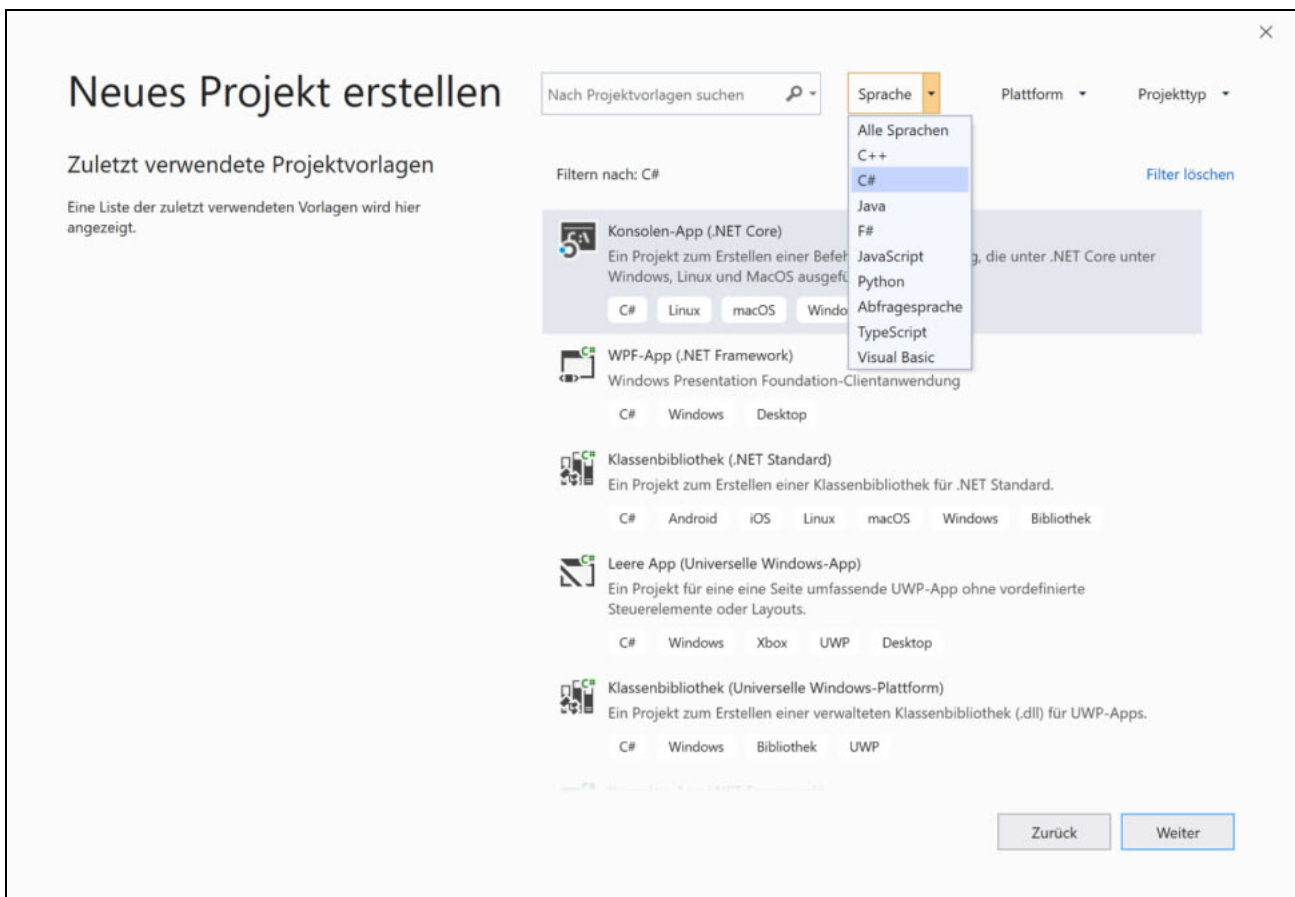 Neues Projekt erstellen
Nach Projektvorlagen suchen
Sprache
Plattform
Projekttyp
Alle Sprachen
C++
C#
Java
F#
JavaScript
Python
Abfragesprache
TypeScript
Visual Basic
Zuletzt verwendete Projektvorlagen
Eine Liste der zuletzt verwendeten Vorlagen wird hier
angezeigt.
Filtern nach: C#
Filter löschen
Konsolen-App (.NET Core)
Ein Projekt zum Erstellen einer die unter .NET Core unter
Windows, Linux und MacOS
C# Linux macOS
WPF-App (.NET Framework)
Windows Presentation Foundation-Clientanwendung
C# Windows Desktop
Klassenbibliothek (.NET Standard)
Ein Projekt zum Erstellen einer Klassenbibliothek für .NET Standard.
C# Android iOS Linux macOS Windows Bibliothek
Leere App (Universelle Windows-App)
Ein Projekt für eine eine Seite umfassende UWP-App ohne vordefinierte
Steuerelemente oder Layouts.
C# Windows Xbox UWP Desktop
Klassenbibliothek (Universelle Windows-Plattform)
Ein Projekt zum Erstellen einer verwalteten Klassenbibliothek (.dll) für UWP-Apps.
C# Windows Bibliothek UWP
Zurück
Weiter